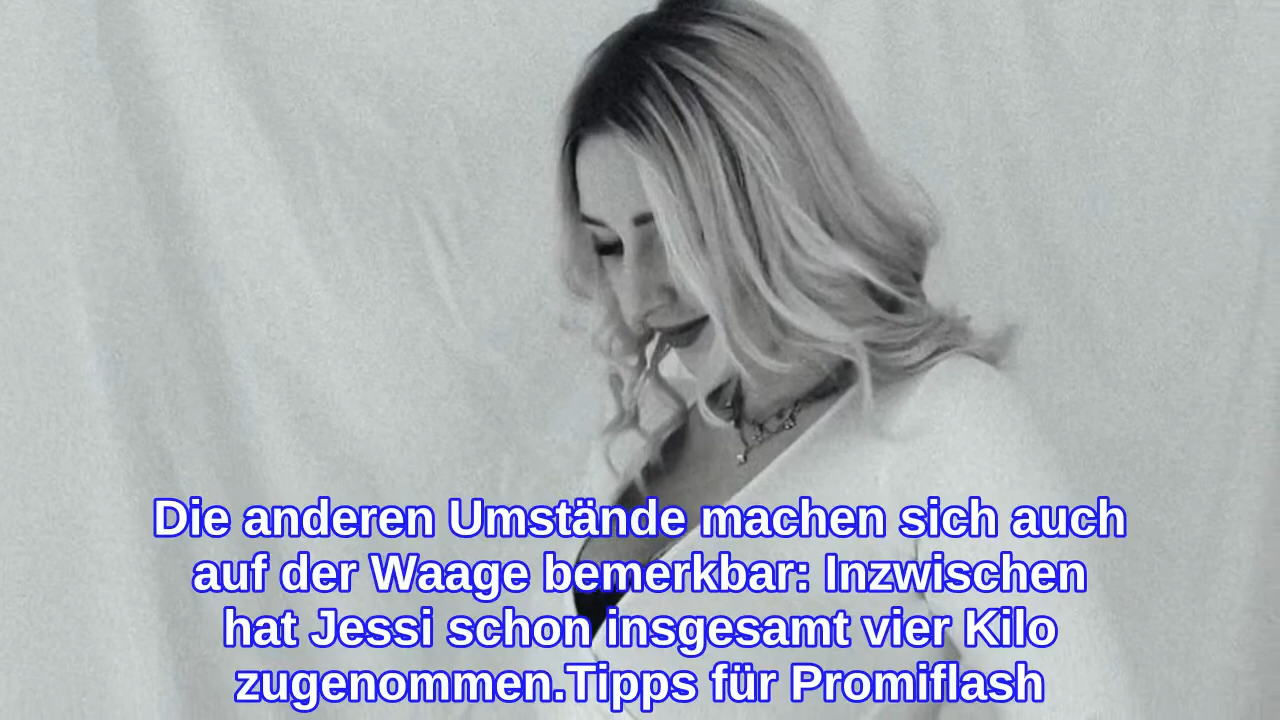 Die anderen Umstände machen sich auch
auf der Waage bemerkbar: Inzwischen
hat Jessi schon insgesamt vier Kilo
zugenommen.Tipps für Promiflash